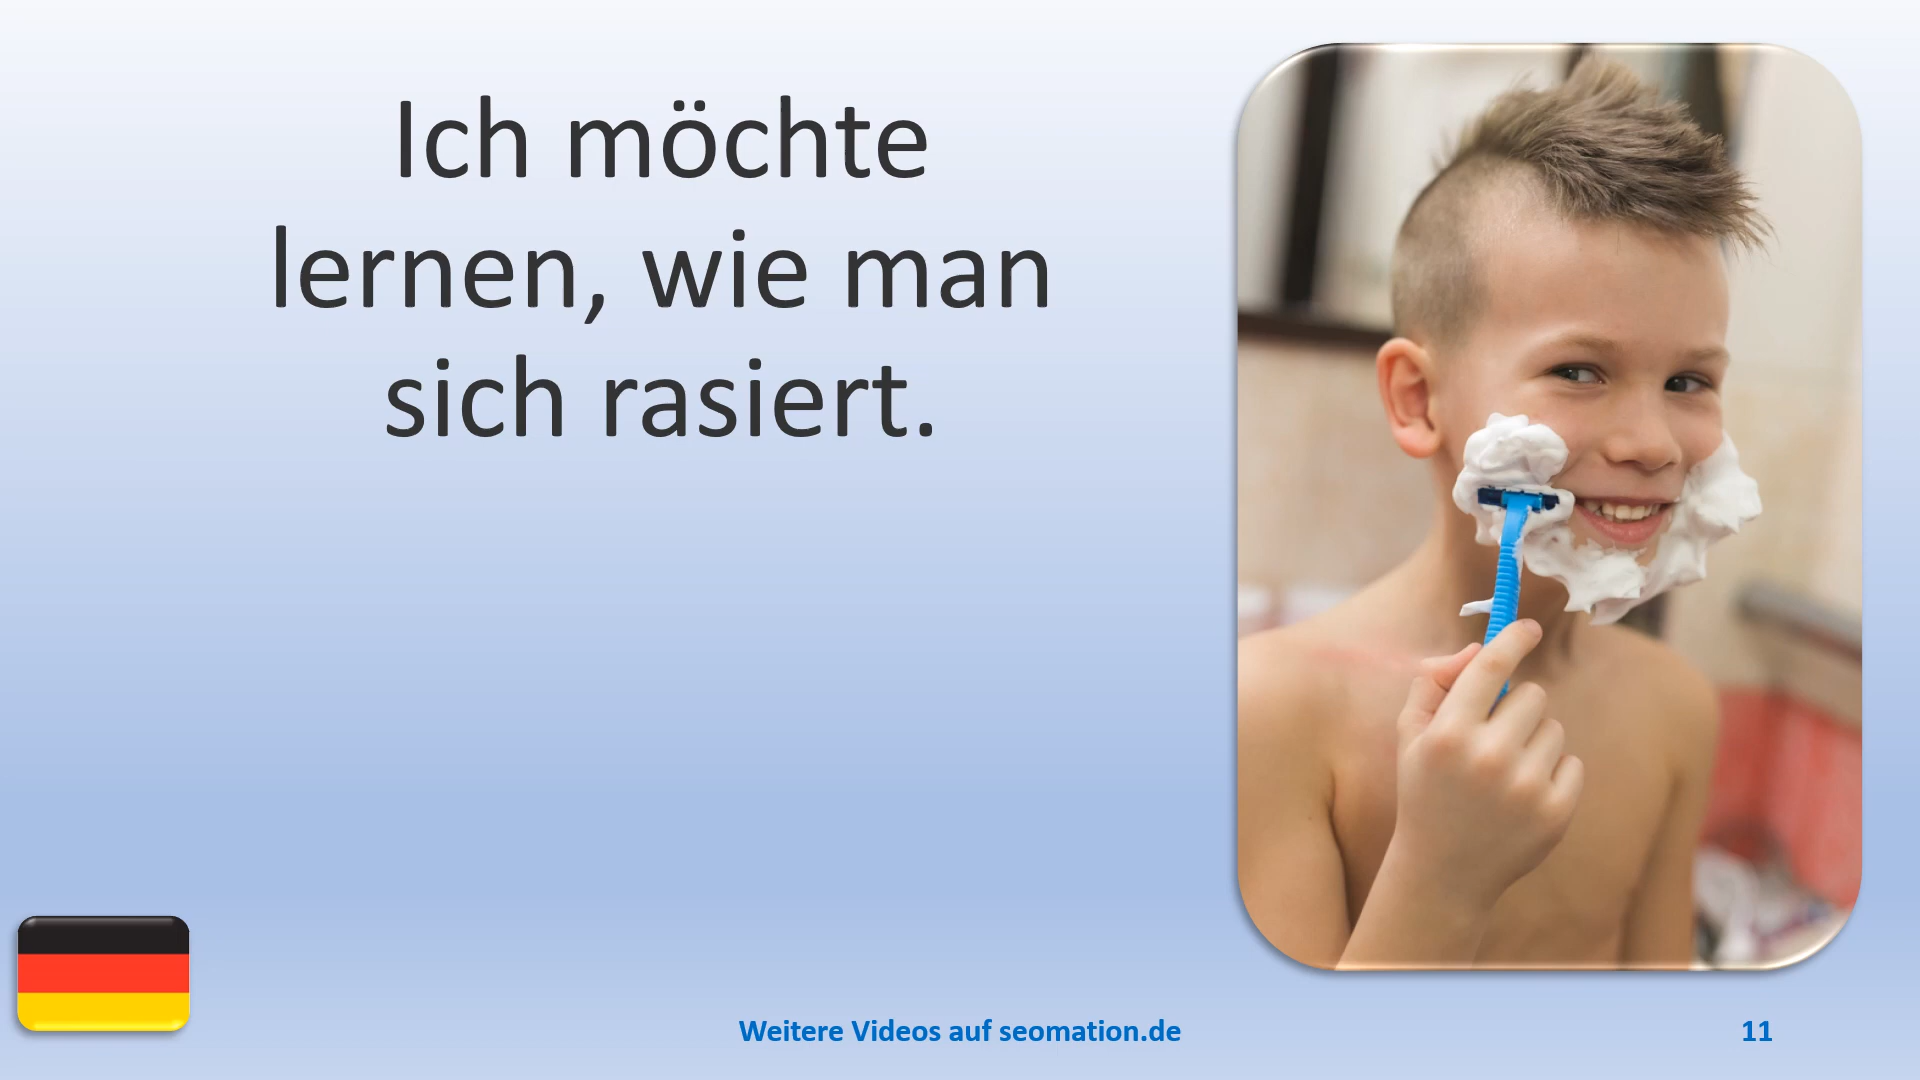 Ich möchte
lernen, wie man
sich rasiert.
Weitere Videos auf seomation.de
11